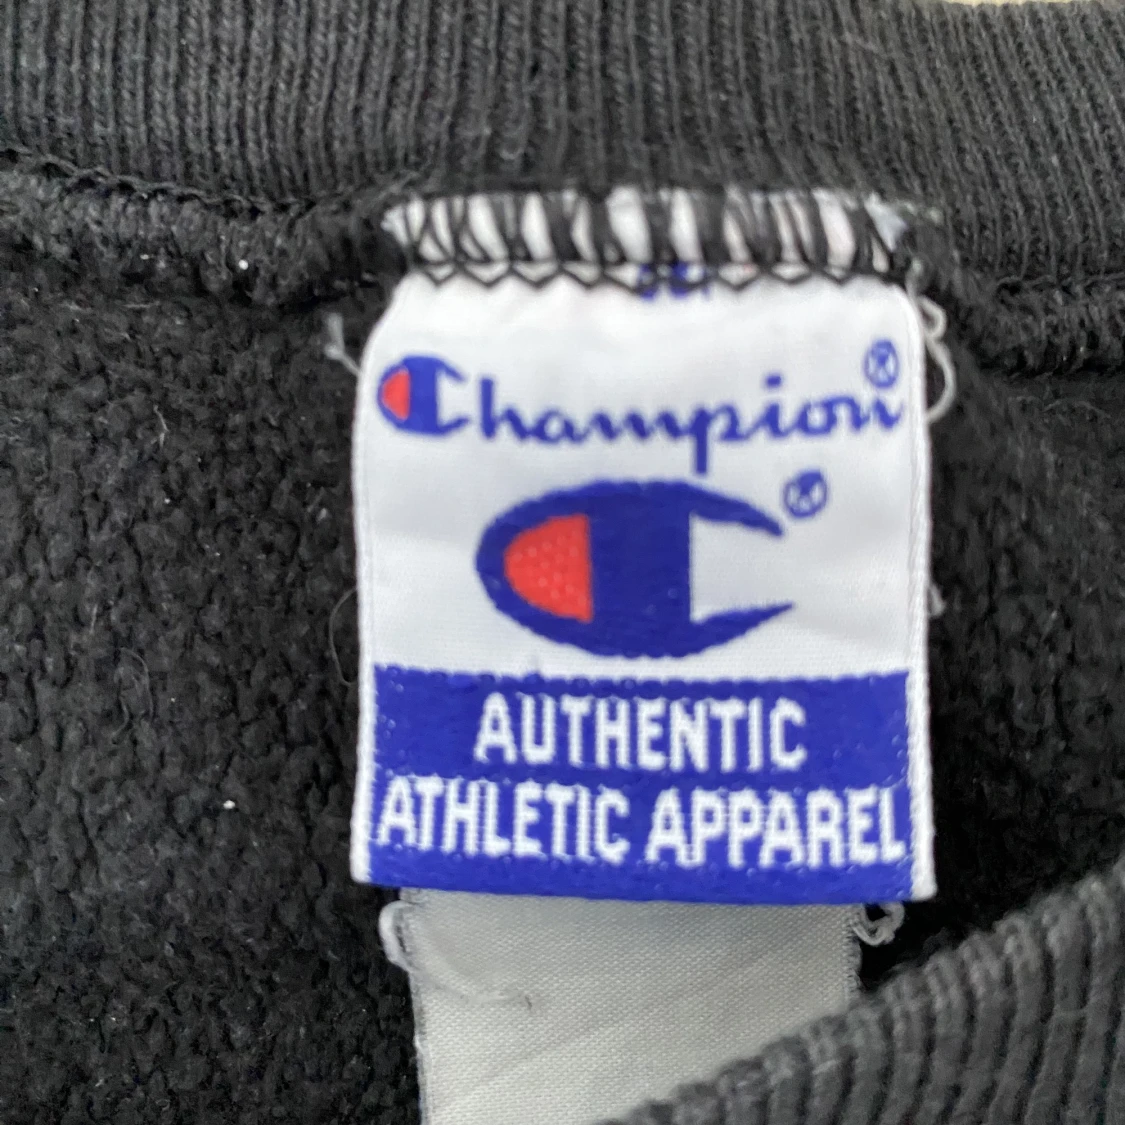 Champion®
®
AUTHENTIC
ATHLETIC APPAREL